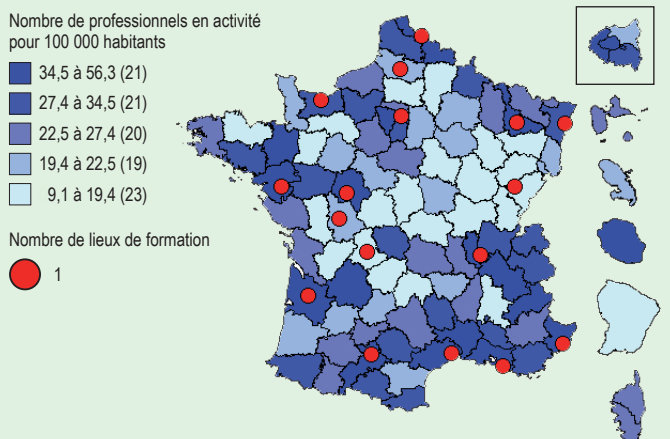 Nombre de professionnels en activité
pour 100 000 habitants
34,5 à 56,3 (21)
27,4 à 34,5 (21)
22,5 à 27,4 (20)
19,4 à 22,5 (19)
9,1 à 19,4 (23)
Nombre de lieux de formation
1